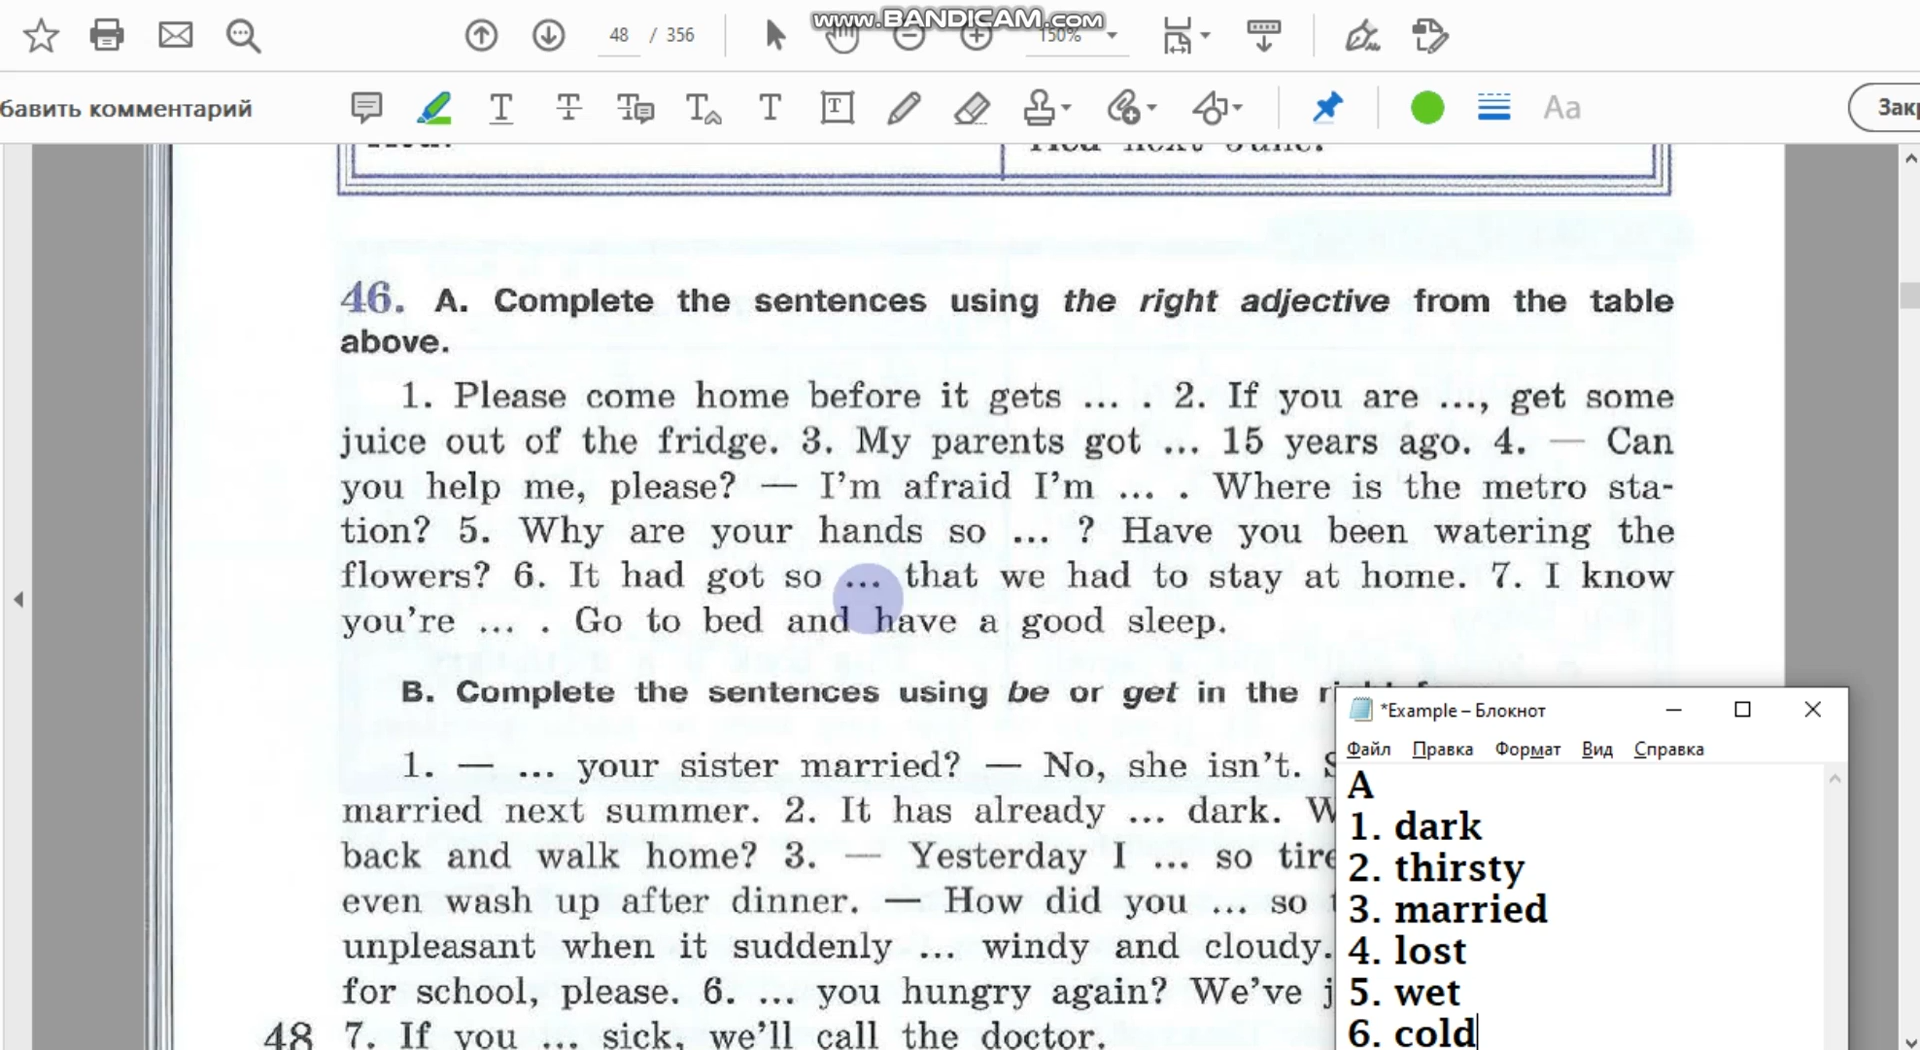 www.BANDICAM.com
48 / 356
150%
бавить комментарий
T T T T T T Aa
46. A. Complete the sentences using the right adjective from the table
above.
1. Please come home before it gets ... . 2. If you are ..., get some
juice out of the fridge. 3. My parents got ... 15 years ago. 4. — Can
you help me, please? — I'm afraid I'm ... . Where is the metro sta-
tion? 5. Why are your hands so ... ? Have you been watering the
flowers? 6. It had got so ... that we had to stay at home. 7. I know
you're ... . Go to bed and have a good sleep.
B. Complete the sentences using be or get in the
1. — ... your sister married? — No, she isn't.
married next summer. 2. It has already ... dark.
back and walk home? 3. — Yesterday I ... so
even wash up after dinner. — How did you ... so
unpleasant when it suddenly ... windy and cloudy.
for school, please. 6. ... you hungry again? We've
48 7. If you ... sick, we'll call the doctor.
*Example – Блокнот
Файл Правка Формат Вид Справка
A
1. dark
2. thirsty
3. married
4. lost
5. wet
6. cold